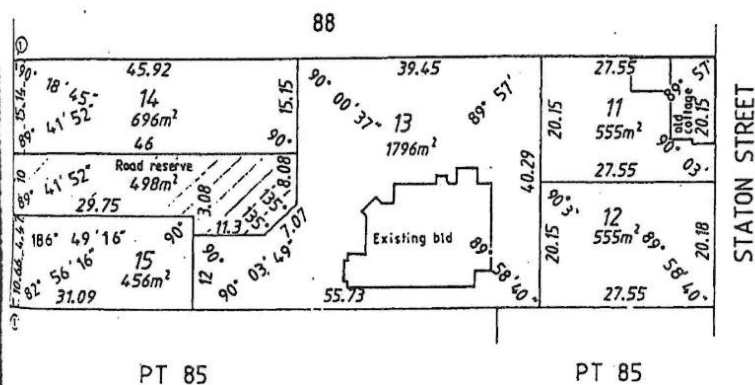 88
45.92
39.45
27.55
90°
18' 45"
15.14
89° 41' 52"
14
696m²
46
15.15
90°
90° 00' 37"
13
1796m²
89° 57'
20.15
11
555m²
27.55
old cottage
89° 57'
20.15
90° 03'
STATON STREET
10
89° 41' 52"
Road reserve
498m²
29.75
3.08
11.3
135°
135°
8.08
7.07
40.29
Existing bld
89° 58' 40"
90° 3'
12
555m²
20.15
89° 58' 40"
20.18
27.55
4.47
10.66
186° 49' 16"
82° 56' 16"
15
456m²
31.09
90°
90°
12
90° 03' 49"
55.73
PT 85
PT 85